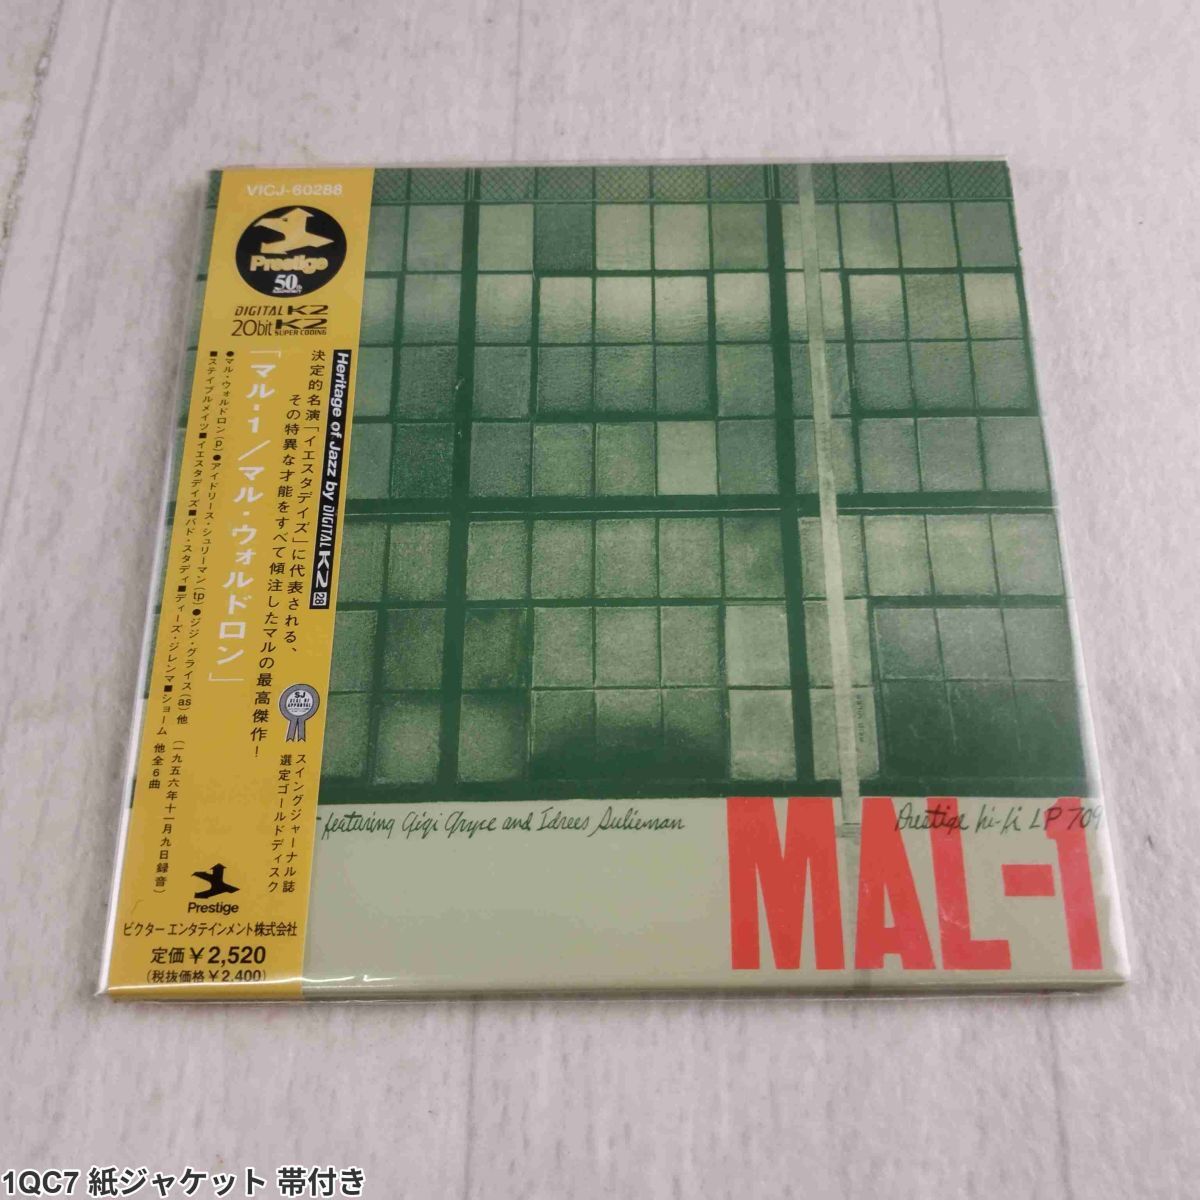 VICJ-60288
Prestige
50th
DIGITAL K2
20bit K2
SUPER CODING
Heritage of Jazz by DIGITAL K2 28
決定的名演「イエスタデイズ」に代表される、
その特異な才能をすべて傾注したマルの最高傑作!
「マル-1/マル・ウォルドロン」
●マル・ウォルドロン(p)●アイドリース・シュリーマン(tp)●ジジ・グライス(as)他 (一九五六年十一月九日録音)
■ステイブルメイツ■イエスタデイズ■バド・スタディ■ディーズ・ジレンマ■シューム 他全6曲
SJ
SEAL OF
APPROVAL
スイングジャーナル誌
選定ゴールドディスク
Prestige
ビクター エンタテインメント株式会社
定価¥2,520
(税抜価格¥2,400)
featuring Gigi Gryce and Idrees Sulieman
Prestige hi-fi LP 709
MAL-1
1QC7 紙ジャケット 帯付き